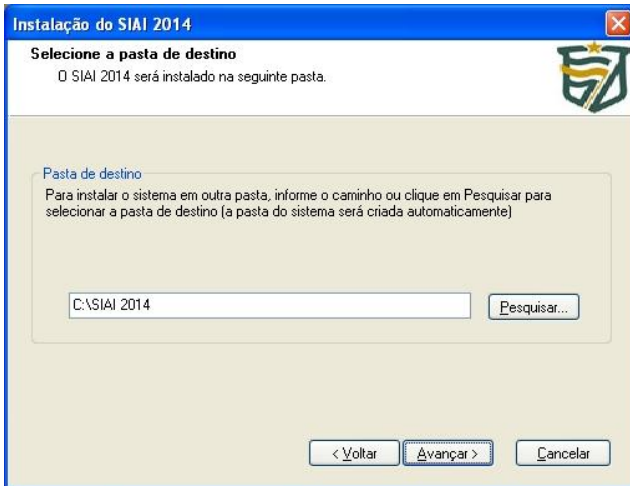 Instalação do SIAI 2014
Selecione a pasta de destino
O SIAI 2014 será instalado na seguinte pasta.
Pasta de destino
Para instalar o sistema em outra pasta, informe o caminho ou clique em Pesquisar para
selecionar a pasta de destino (a pasta do sistema será criada automaticamente)
C:\SIAI 2014
Pesquisar...
< Voltar
Avançar >
Cancelar